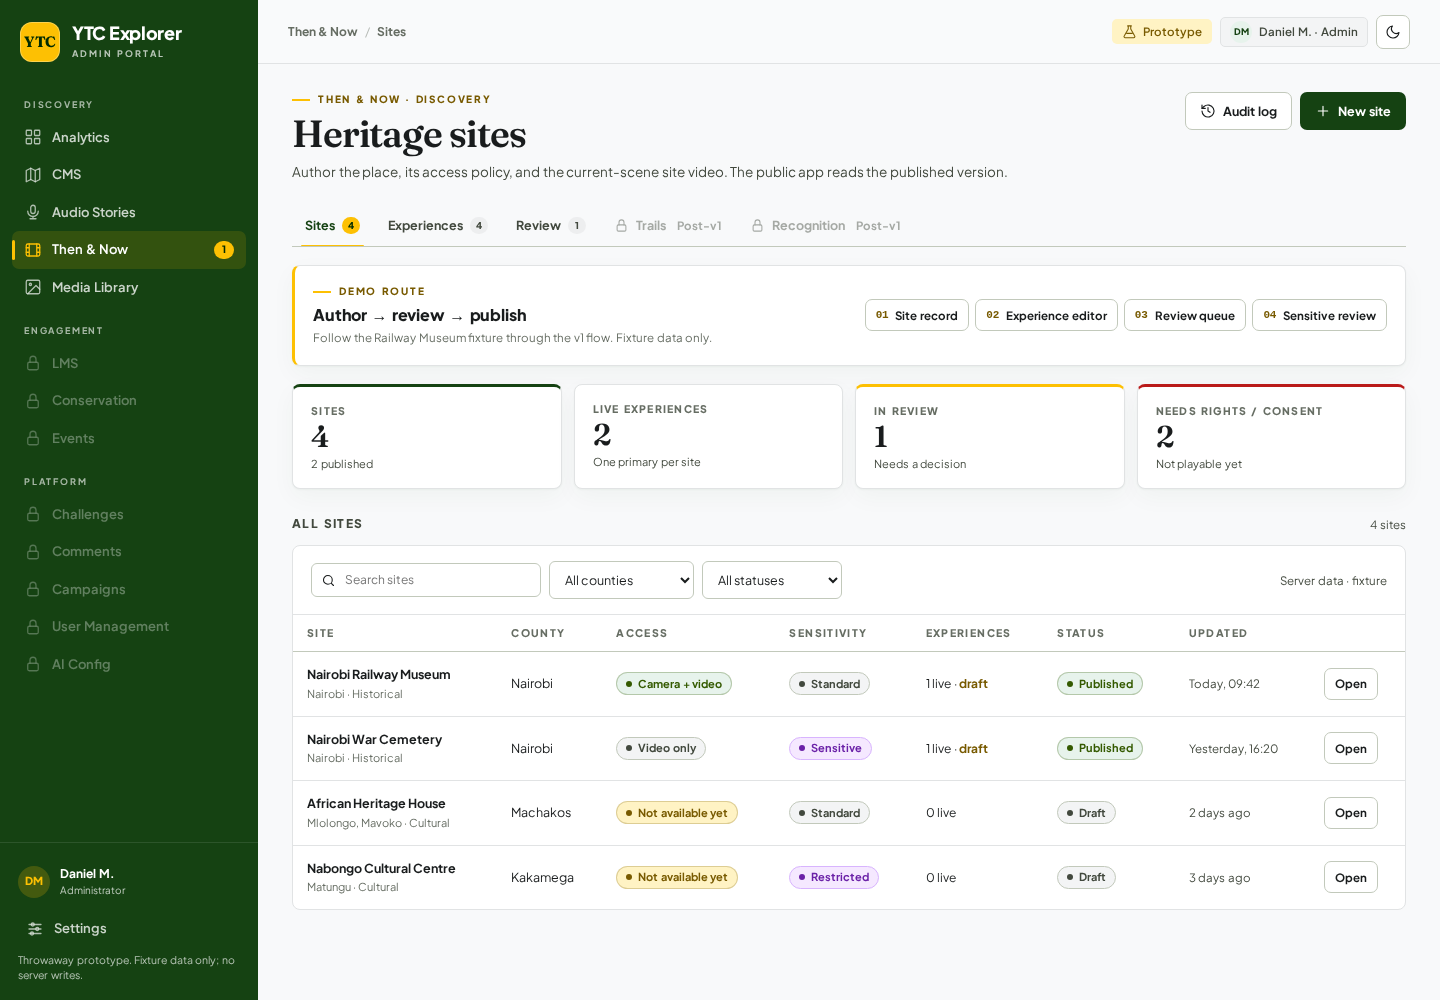 YTC
YTC Explorer
ADMIN PORTAL
DISCOVERY
Analytics
CMS
Audio Stories
Then & Now 1
Media Library
ENGAGEMENT
LMS
Conservation
Events
PLATFORM
Challenges
Comments
Campaigns
User Management
AI Config
DM
Daniel M.
Administrator
Settings
Throwaway prototype. Fixture data only; no
server writes.
Then & Now / Sites
Prototype
DM Daniel M. · Admin
THEN & NOW · DISCOVERY
Heritage sites
Author the place, its access policy, and the current-scene site video. The public app reads the published version.
Audit log
New site
Sites 4
Experiences 4
Review 1
Trails Post-v1
Recognition Post-v1
DEMO ROUTE
Author → review → publish
Follow the Railway Museum fixture through the v1 flow. Fixture data only.
01 Site record
02 Experience editor
03 Review queue
04 Sensitive review
SITES
4
2 published
LIVE EXPERIENCES
2
One primary per site
IN REVIEW
1
Needs a decision
NEEDS RIGHTS / CONSENT
2
Not playable yet
ALL SITES
4 sites
Search sites
All counties
All statuses
Server data · fixture
SITE COUNTY ACCESS SENSITIVITY EXPERIENCES STATUS UPDATED
Nairobi Railway Museum
Nairobi · Historical
Nairobi Camera + video Standard 1 live · draft Published Today, 09:42 Open
Nairobi War Cemetery
Nairobi · Historical
Nairobi Video only Sensitive 1 live · draft Published Yesterday, 16:20 Open
African Heritage House
Mlolongo, Mavoko · Cultural
Machakos Not available yet Standard 0 live Draft 2 days ago Open
Nabongo Cultural Centre
Matungu · Cultural
Kakamega Not available yet Restricted 0 live Draft 3 days ago Open